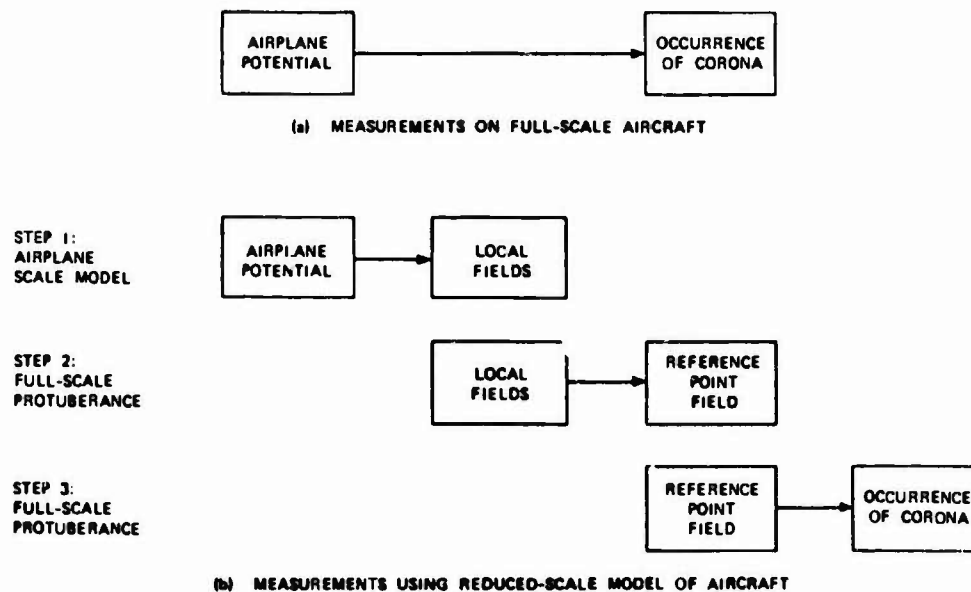 AIRPLANE
POTENTIAL
OCCURRENCE
OF CORONA
(a) MEASUREMENTS ON FULL-SCALE AIRCRAFT
STEP 1:
AIRPLANE
SCALE MODEL
AIRPLANE
POTENTIAL
LOCAL
FIELDS
STEP 2:
FULL-SCALE
PROTUBERANCE
LOCAL
FIELDS
REFERENCE
POINT
FIELD
STEP 3:
FULL-SCALE
PROTUBERANCE
REFERENCE
POINT
FIELD
OCCURRENCE
OF CORONA
(b) MEASUREMENTS USING REDUCED-SCALE MODEL OF AIRCRAFT